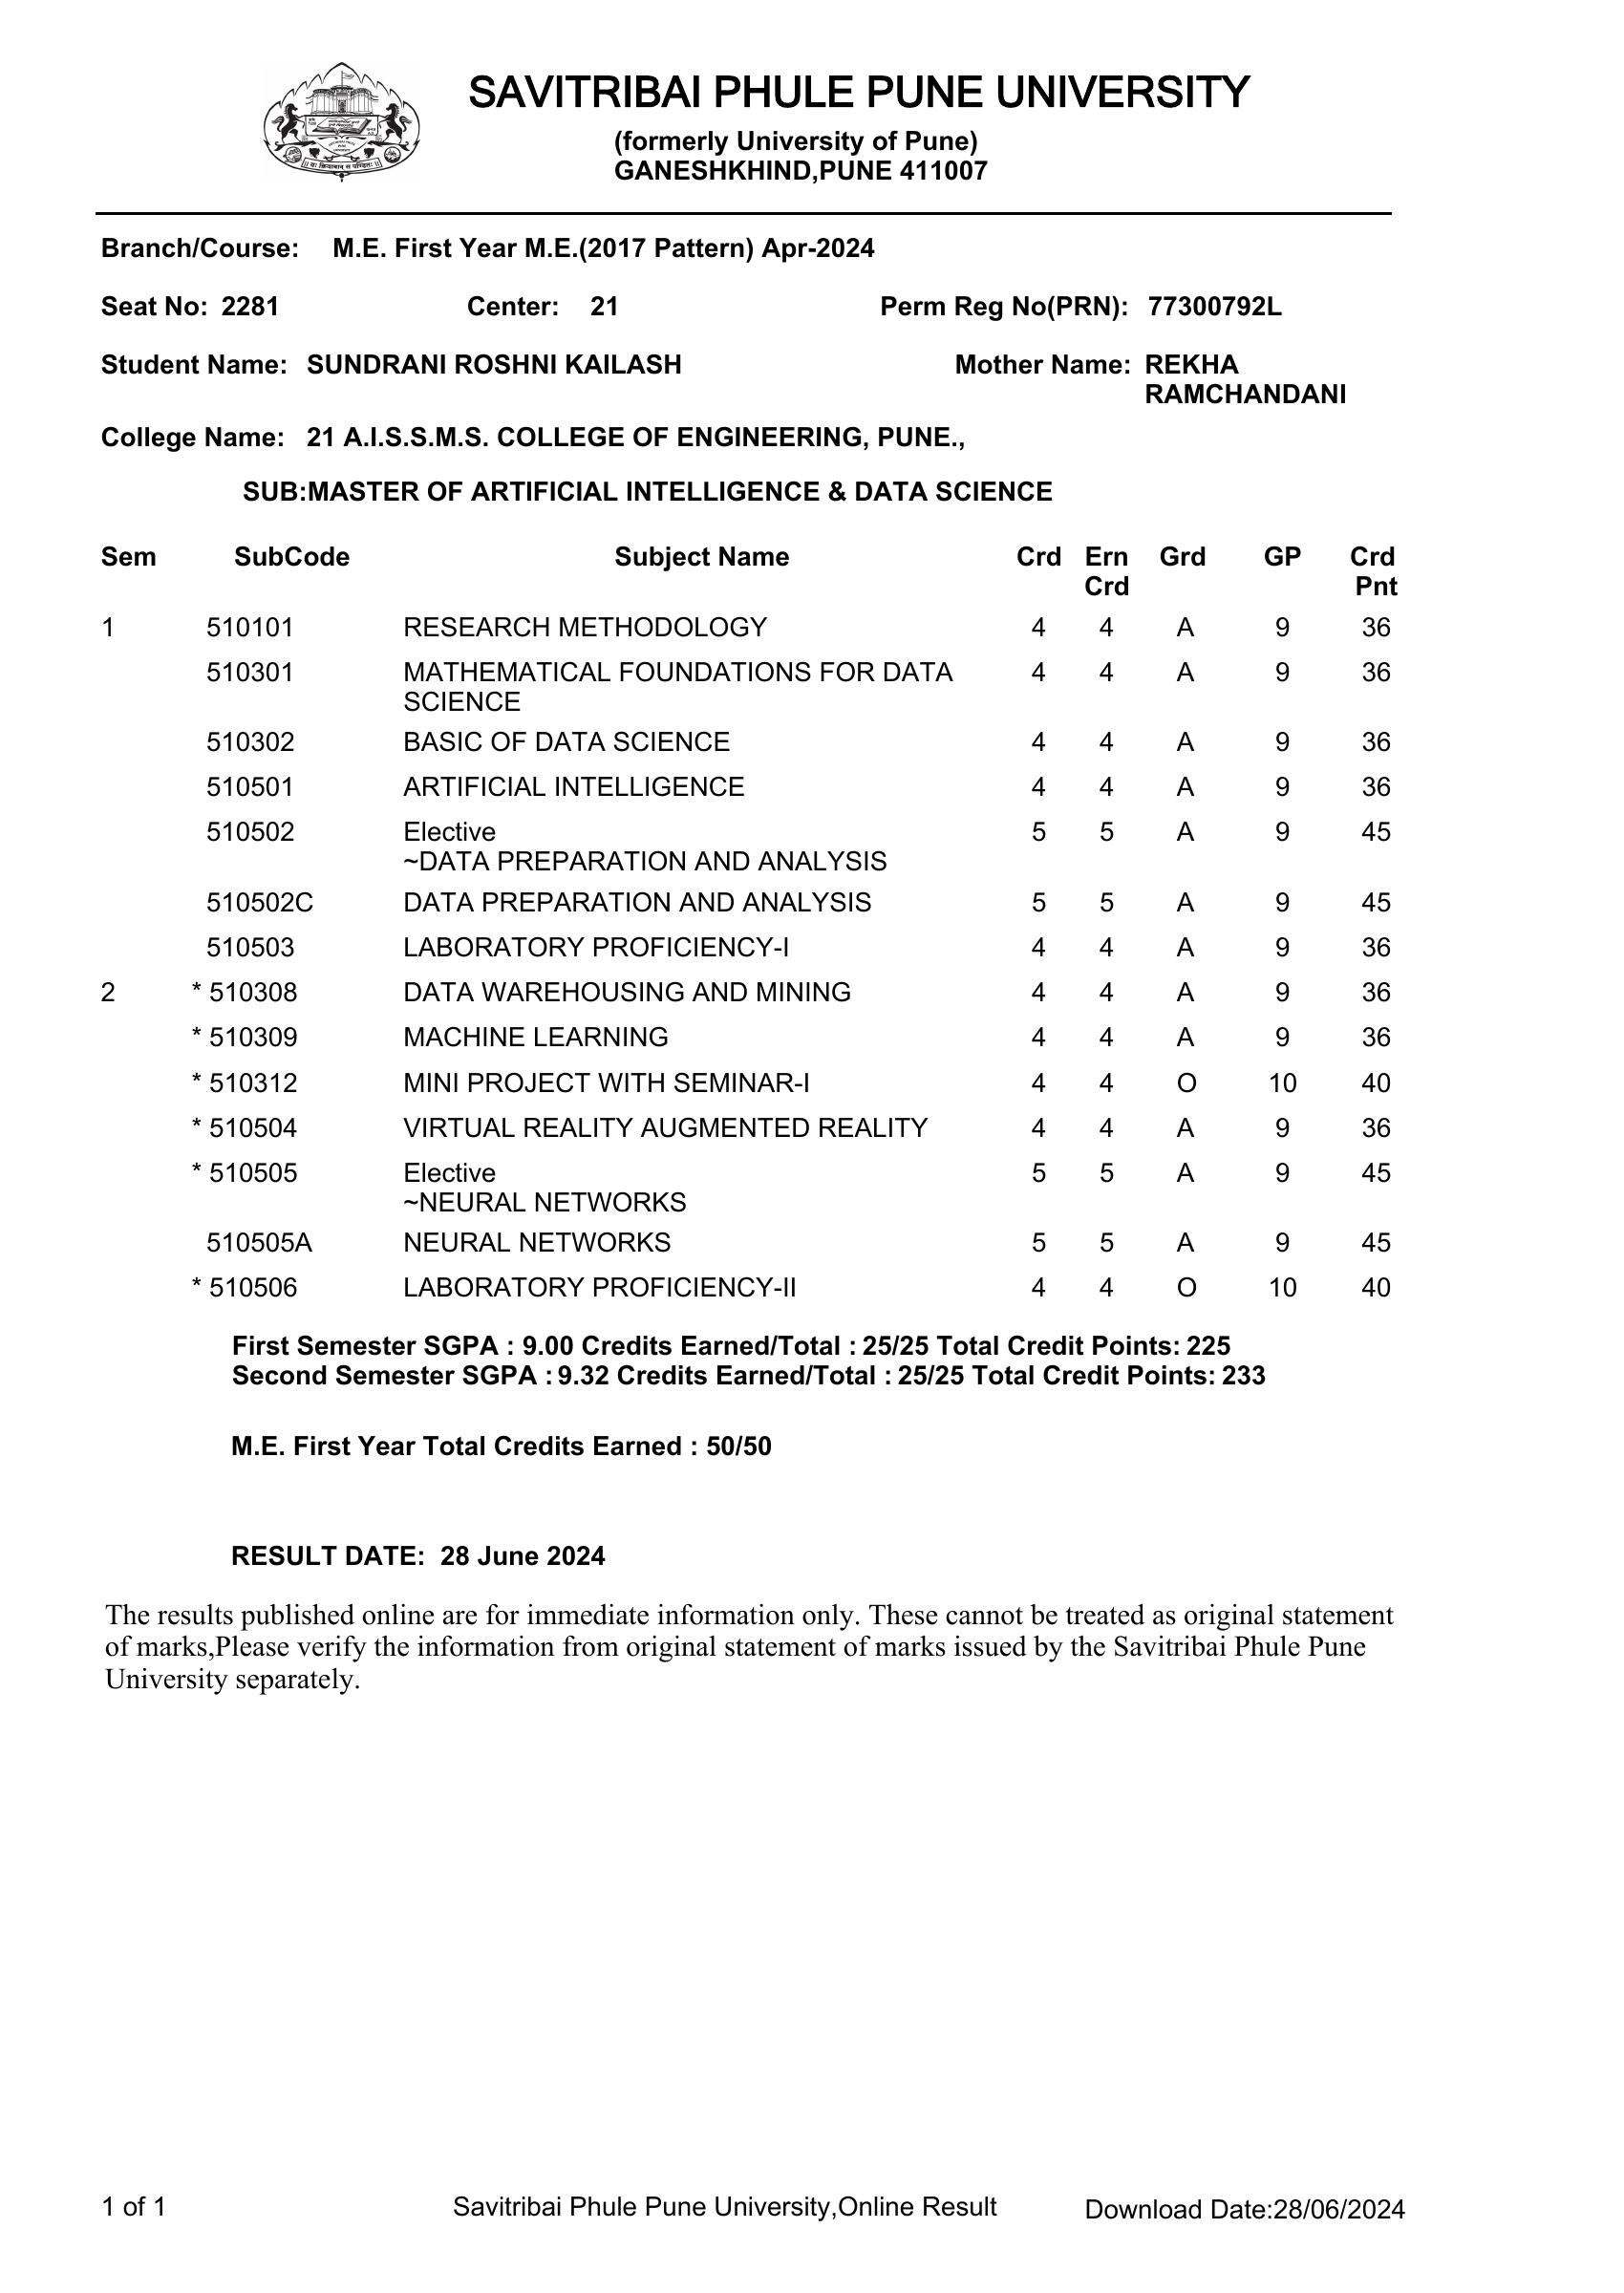 SAVITRIBAI PHULE PUNE UNIVERSITY
(formerly University of Pune)
GANESHKHIND,PUNE 411007
Branch/Course: M.E. First Year M.E.(2017 Pattern) Apr-2024
Seat No: 2281 Center: 21 Perm Reg No(PRN): 77300792L
Student Name: SUNDRANI ROSHNI KAILASH Mother Name: REKHA
RAMCHANDANI
College Name: 21 A.I.S.S.M.S. COLLEGE OF ENGINEERING, PUNE.,
SUB:MASTER OF ARTIFICIAL INTELLIGENCE & DATA SCIENCE
Sem SubCode Subject Name Crd Ern Grd GP Crd
Crd Pnt
1 510101 RESEARCH METHODOLOGY 4 4 A 9 36
510301 MATHEMATICAL FOUNDATIONS FOR DATA 4 4 A 9 36
SCIENCE
510302 BASIC OF DATA SCIENCE 4 4 A 9 36
510501 ARTIFICIAL INTELLIGENCE 4 4 A 9 36
510502 Elective 5 5 A 9 45
~DATA PREPARATION AND ANALYSIS
510502C DATA PREPARATION AND ANALYSIS 5 5 A 9 45
510503 LABORATORY PROFICIENCY-I 4 4 A 9 36
2 * 510308 DATA WAREHOUSING AND MINING 4 4 A 9 36
* 510309 MACHINE LEARNING 4 4 A 9 36
* 510312 MINI PROJECT WITH SEMINAR-I 4 4 O 10 40
* 510504 VIRTUAL REALITY AUGMENTED REALITY 4 4 A 9 36
* 510505 Elective 5 5 A 9 45
~NEURAL NETWORKS
510505A NEURAL NETWORKS 5 5 A 9 45
* 510506 LABORATORY PROFICIENCY-II 4 4 O 10 40
First Semester SGPA : 9.00 Credits Earned/Total : 25/25 Total Credit Points: 225
Second Semester SGPA : 9.32 Credits Earned/Total : 25/25 Total Credit Points: 233
M.E. First Year Total Credits Earned : 50/50
RESULT DATE: 28 June 2024
The results published online are for immediate information only. These cannot be treated as original statement
of marks,Please verify the information from original statement of marks issued by the Savitribai Phule Pune
University separately.
1 of 1 Savitribai Phule Pune University,Online Result Download Date:28/06/2024